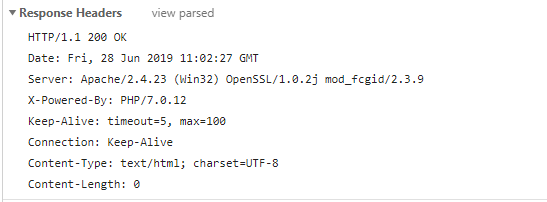 Response Headers view parsed
HTTP/1.1 200 OK
Date: Fri, 28 Jun 2019 11:02:27 GMT
Server: Apache/2.4.23 (Win32) OpenSSL/1.0.2j mod_fcgid/2.3.9
X-Powered-By: PHP/7.0.12
Keep-Alive: timeout=5, max=100
Connection: Keep-Alive
Content-Type: text/html; charset=UTF-8
Content-Length: 0